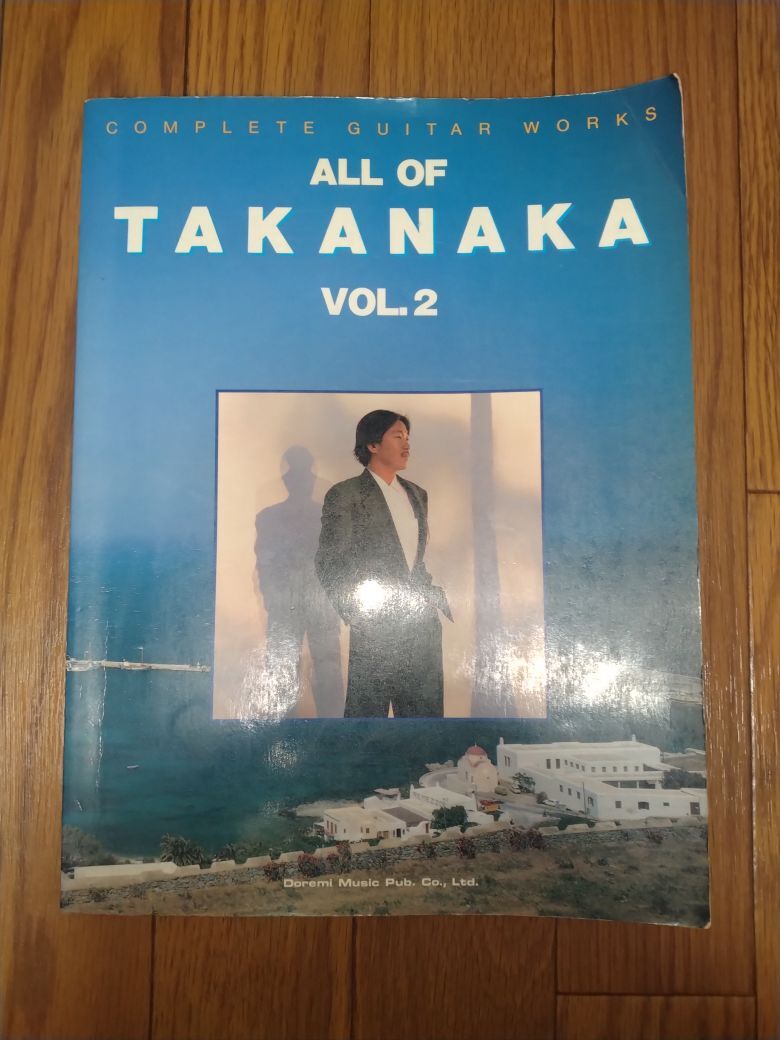 COMPLETE GUITAR WORKS
ALL OF
TAKANAKA
VOL.2
Doremi Music Pub. Co., Ltd.